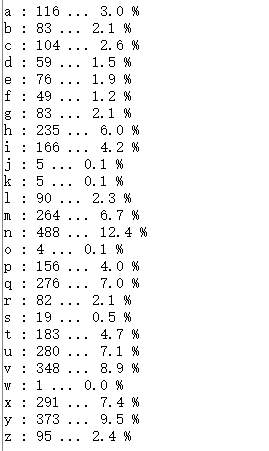 a : 116 ... 3.0 %
b : 83 ... 2.1 %
c : 104 ... 2.6 %
d : 59 ... 1.5 %
e : 76 ... 1.9 %
f : 49 ... 1.2 %
g : 83 ... 2.1 %
h : 235 ... 6.0 %
i : 166 ... 4.2 %
j : 5 ... 0.1 %
k : 5 ... 0.1 %
l : 90 ... 2.3 %
m : 264 ... 6.7 %
n : 488 ... 12.4 %
o : 4 ... 0.1 %
p : 156 ... 4.0 %
q : 276 ... 7.0 %
r : 82 ... 2.1 %
s : 19 ... 0.5 %
t : 183 ... 4.7 %
u : 280 ... 7.1 %
v : 348 ... 8.9 %
w : 1 ... 0.0 %
x : 291 ... 7.4 %
y : 373 ... 9.5 %
z : 95 ... 2.4 %